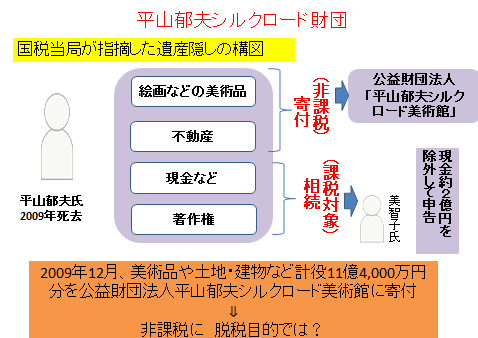 平山郁夫シルクロード財団
国税当局が指摘した遺産隠しの構図
絵画などの美術品
不動産
現金など
著作権
(非課税)
寄付
公益財団法人
「平山郁夫シルク
ロード美術館」
平山郁夫氏
2009年死去
(課税対象)
相続
美智子氏
現金約2億円を
除外して申告
2009年12月、美術品や土地・建物など計役11億4,000万円
分を公益財団法人平山郁夫シルクロード美術館に寄付
⇓
非課税に 脱税目的では？